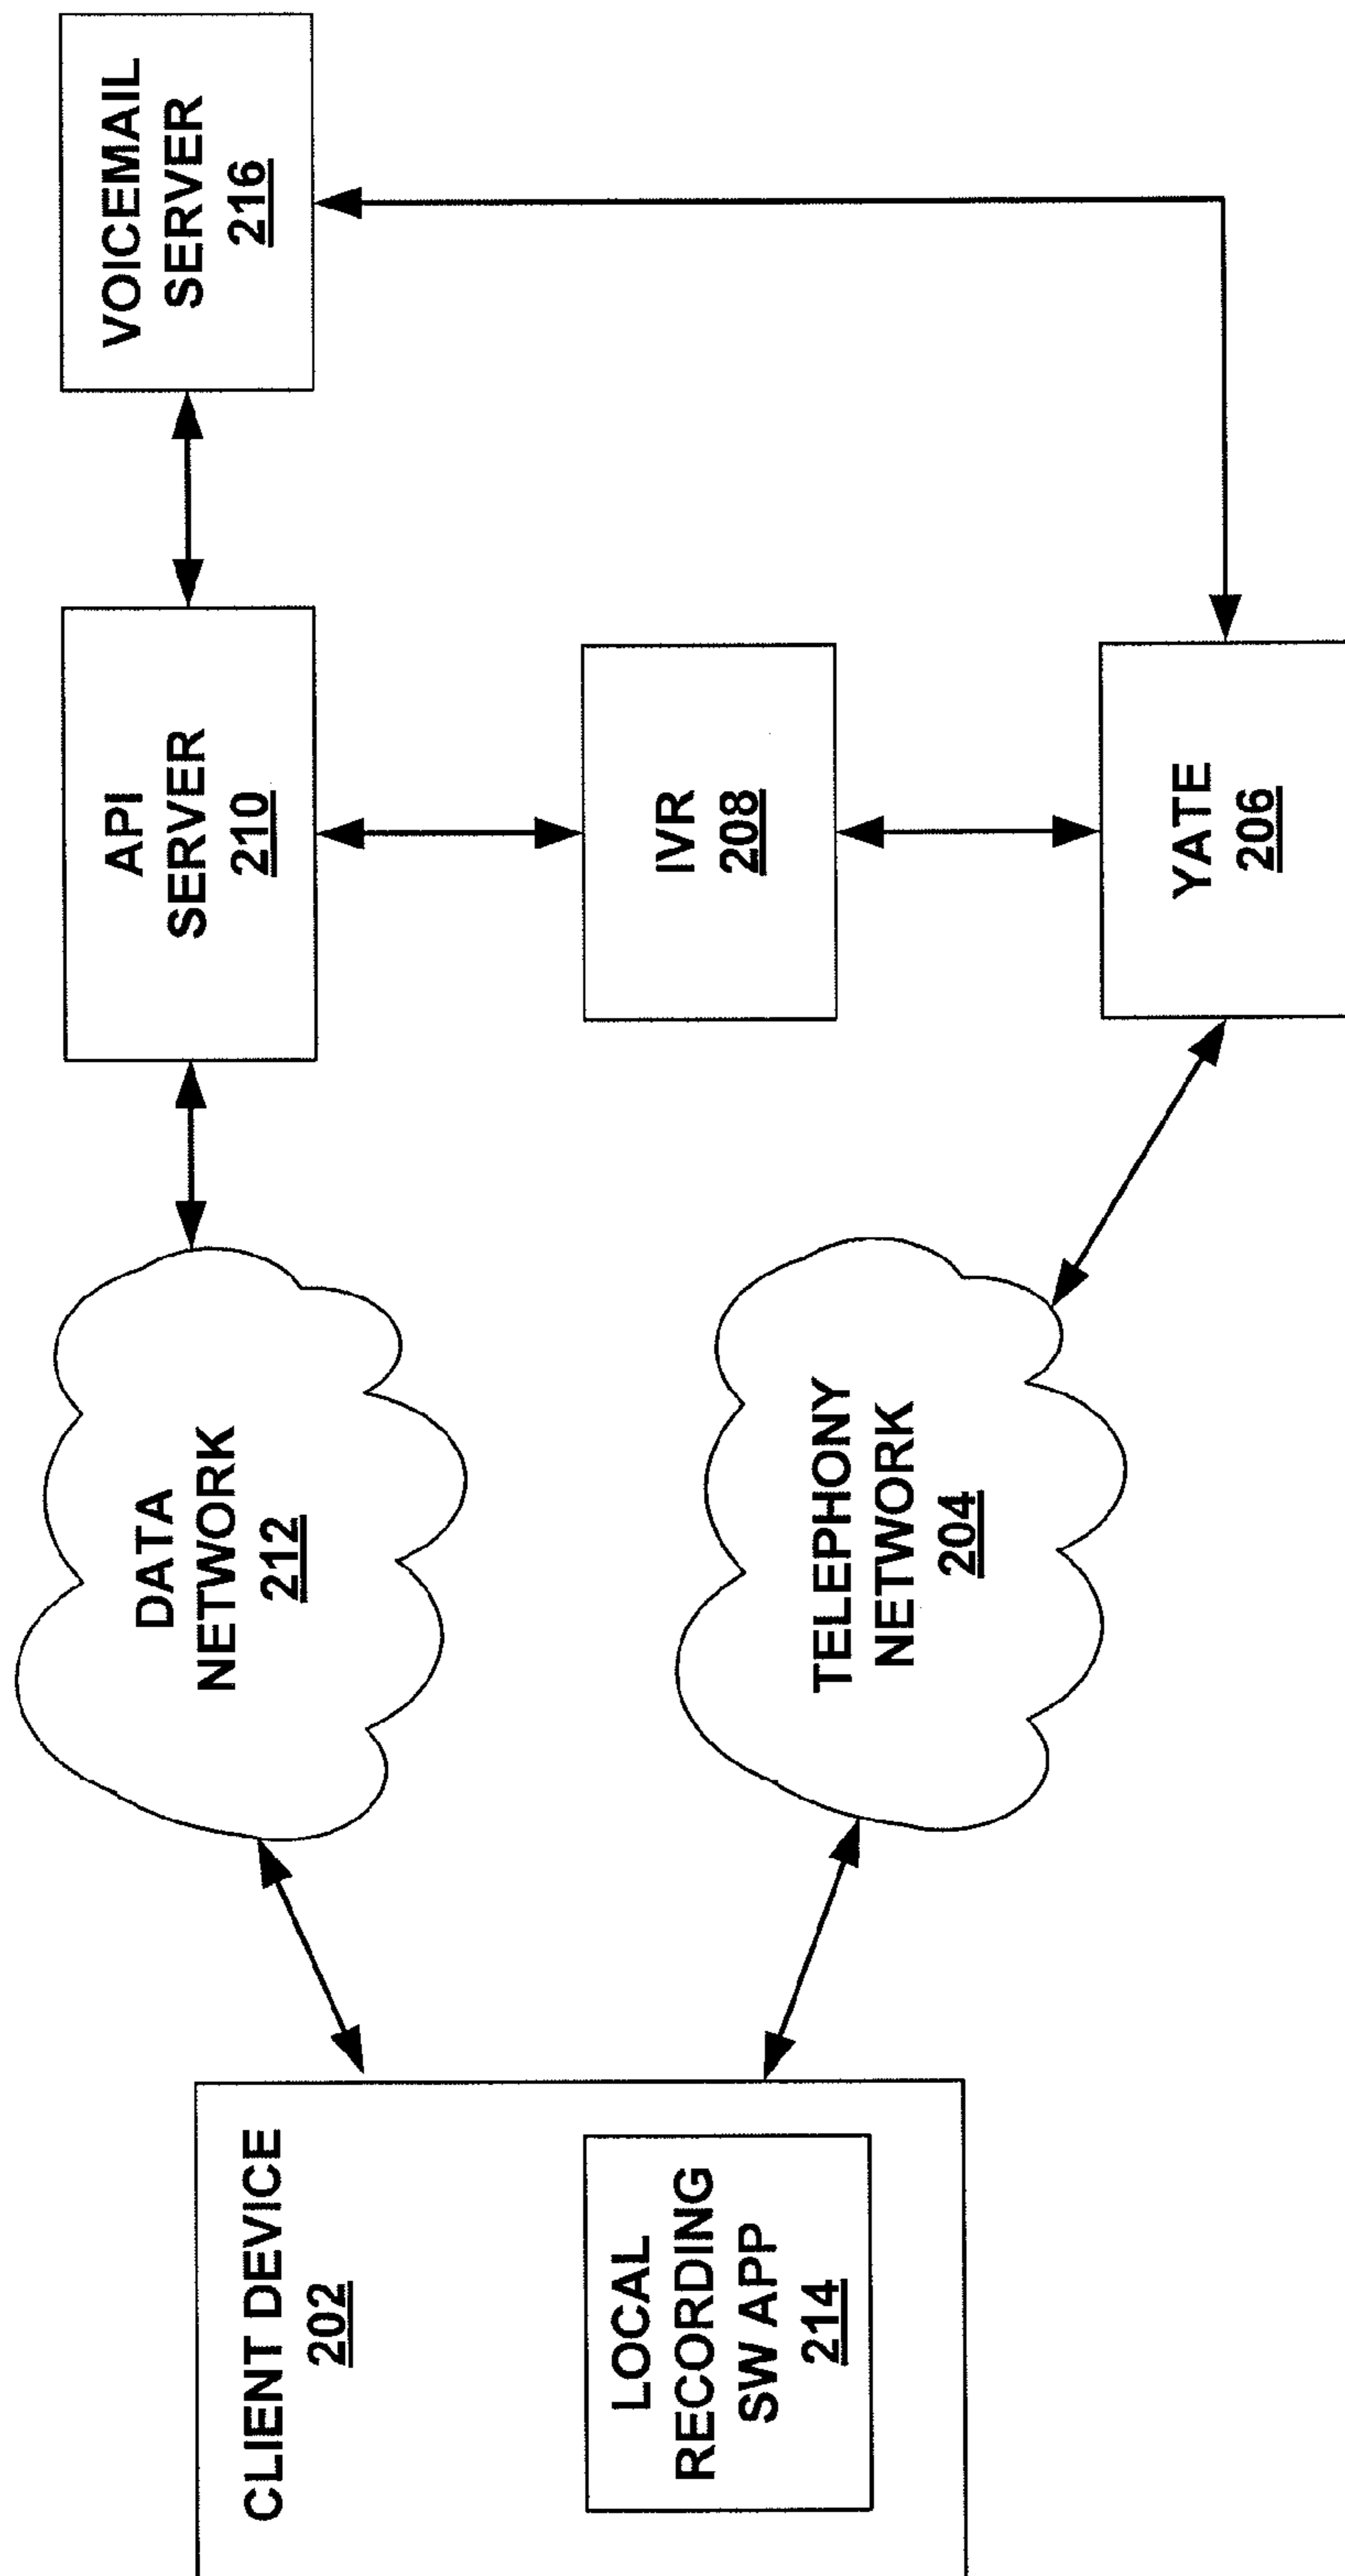 CLIENT DEVICE
202
LOCAL
RECORDING
SW APP
214
DATA
NETWORK
212
TELEPHONY
NETWORK
204
API
SERVER
210
IVR
208
YATE
206
VOICEMAIL
SERVER
216